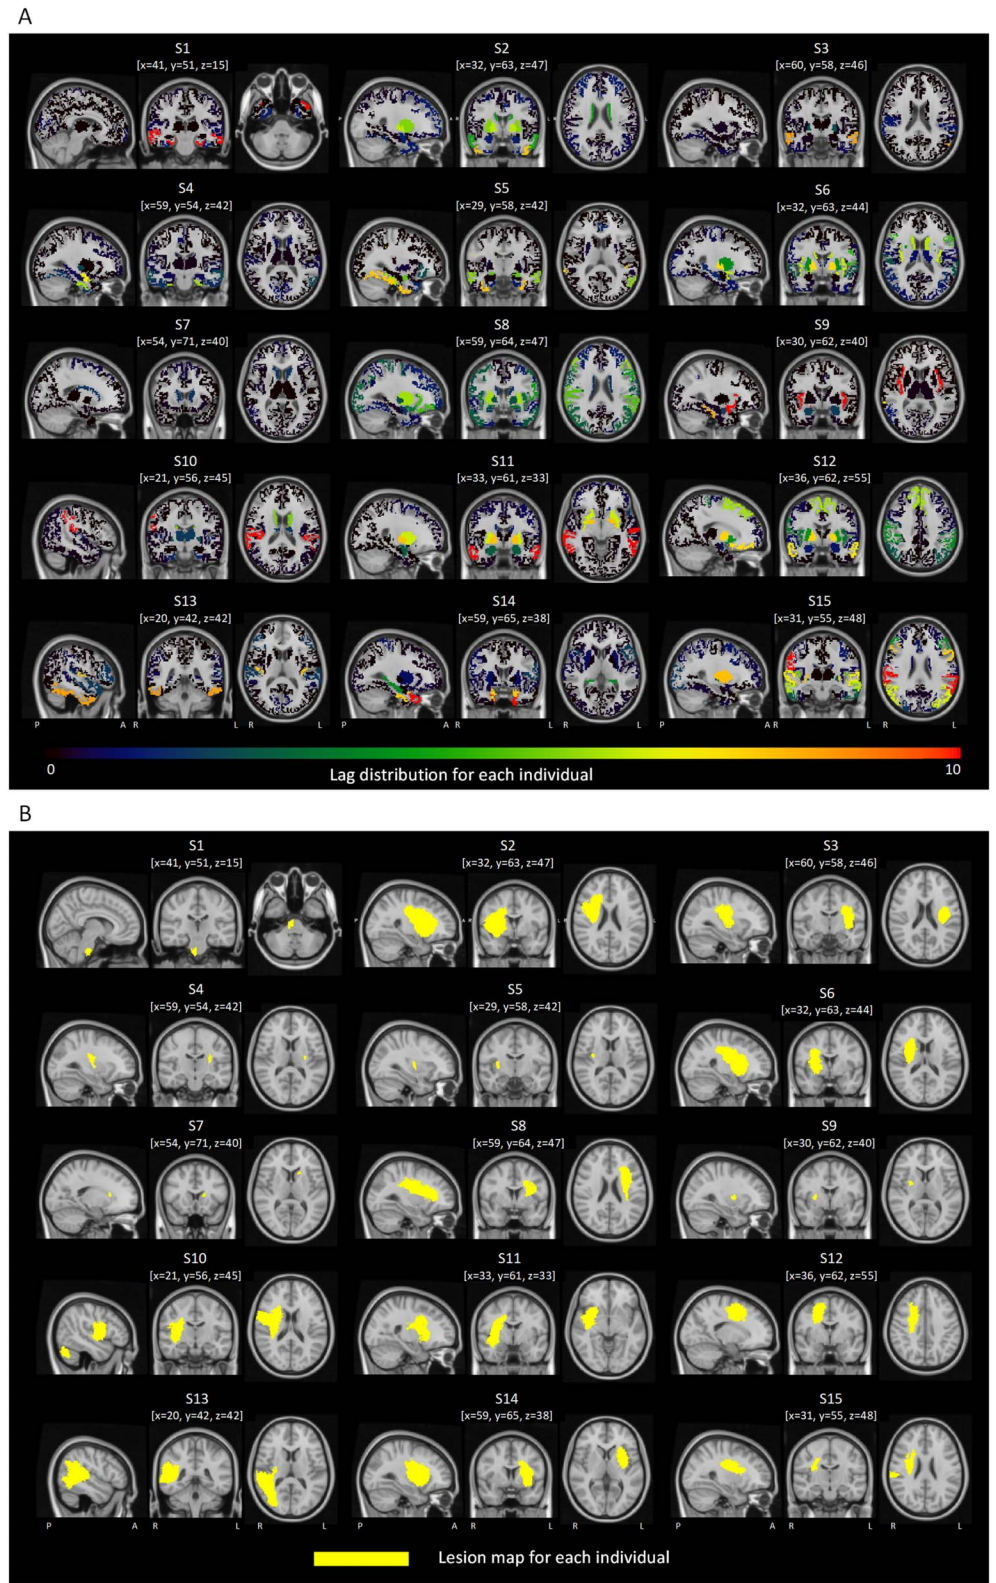 A
S1 S2 S3
[x=41, y=51, z=15] [x=32, y=63, z=47] [x=60, y=58, z=46]
P A R L R L
S4 S5 S6
[x=59, y=54, z=42] [x=29, y=58, z=42] [x=32, y=63, z=44]
S7 S8 S9
[x=54, y=71, z=40] [x=59, y=64, z=47] [x=30, y=62, z=40]
S10 S11 S12
[x=21, y=56, z=45] [x=33, y=61, z=33] [x=36, y=62, z=55]
S13 S14 S15
[x=20, y=42, z=42] [x=59, y=65, z=38] [x=31, y=55, z=48]
P A R L R L P A R L R L
0 10
Lag distribution for each individual
B
S1 S2 S3
[x=41, y=51, z=15] [x=32, y=63, z=47] [x=60, y=58, z=46]
P A R L R L
S4 S5 S6
[x=59, y=54, z=42] [x=29, y=58, z=42] [x=32, y=63, z=44]
S7 S8 S9
[x=54, y=71, z=40] [x=59, y=64, z=47] [x=30, y=62, z=40]
S10 S11 S12
[x=21, y=56, z=45] [x=33, y=61, z=33] [x=36, y=62, z=55]
S13 S14 S15
[x=20, y=42, z=42] [x=59, y=65, z=38] [x=31, y=55, z=48]
P A R L R L P A R L R L
Lesion map for each individual